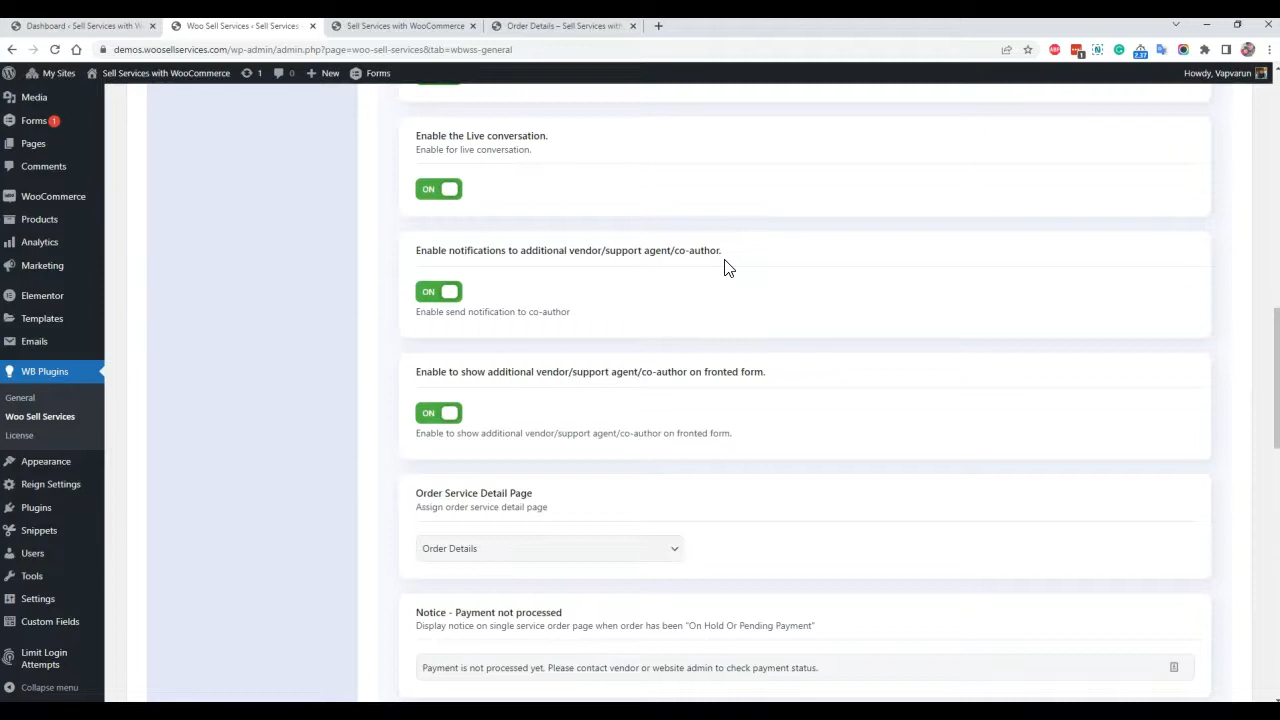 Dashboard ‹ Sell Services with W
Woo Sell Services ‹ Sell Services
Sell Services with WooCommerce
Order Details – Sell Services with
demos.woosellservices.com/wp-admin/admin.php?page=woo-sell-services&tab=wbwss-general
My Sites
Sell Services with WooCommerce
1
0
New
Forms
Howdy, Vapvarun
Media
Forms 1
Pages
Comments
WooCommerce
Products
Analytics
Marketing
Elementor
Templates
Emails
WB Plugins
General
Woo Sell Services
License
Appearance
Reign Settings
Plugins
Snippets
Users
Tools
Settings
Custom Fields
Limit Login
Attempts
Collapse menu
Enable the Live conversation.
Enable for live conversation.
ON
Enable notifications to additional vendor/support agent/co-author.
ON
Enable send notification to co-author
Enable to show additional vendor/support agent/co-author on fronted form.
ON
Enable to show additional vendor/support agent/co-author on fronted form.
Order Service Detail Page
Assign order service detail page
Order Details
Notice - Payment not processed
Display notice on single service order page when order has been "On Hold Or Pending Payment"
Payment is not processed yet. Please contact vendor or website admin to check payment status.